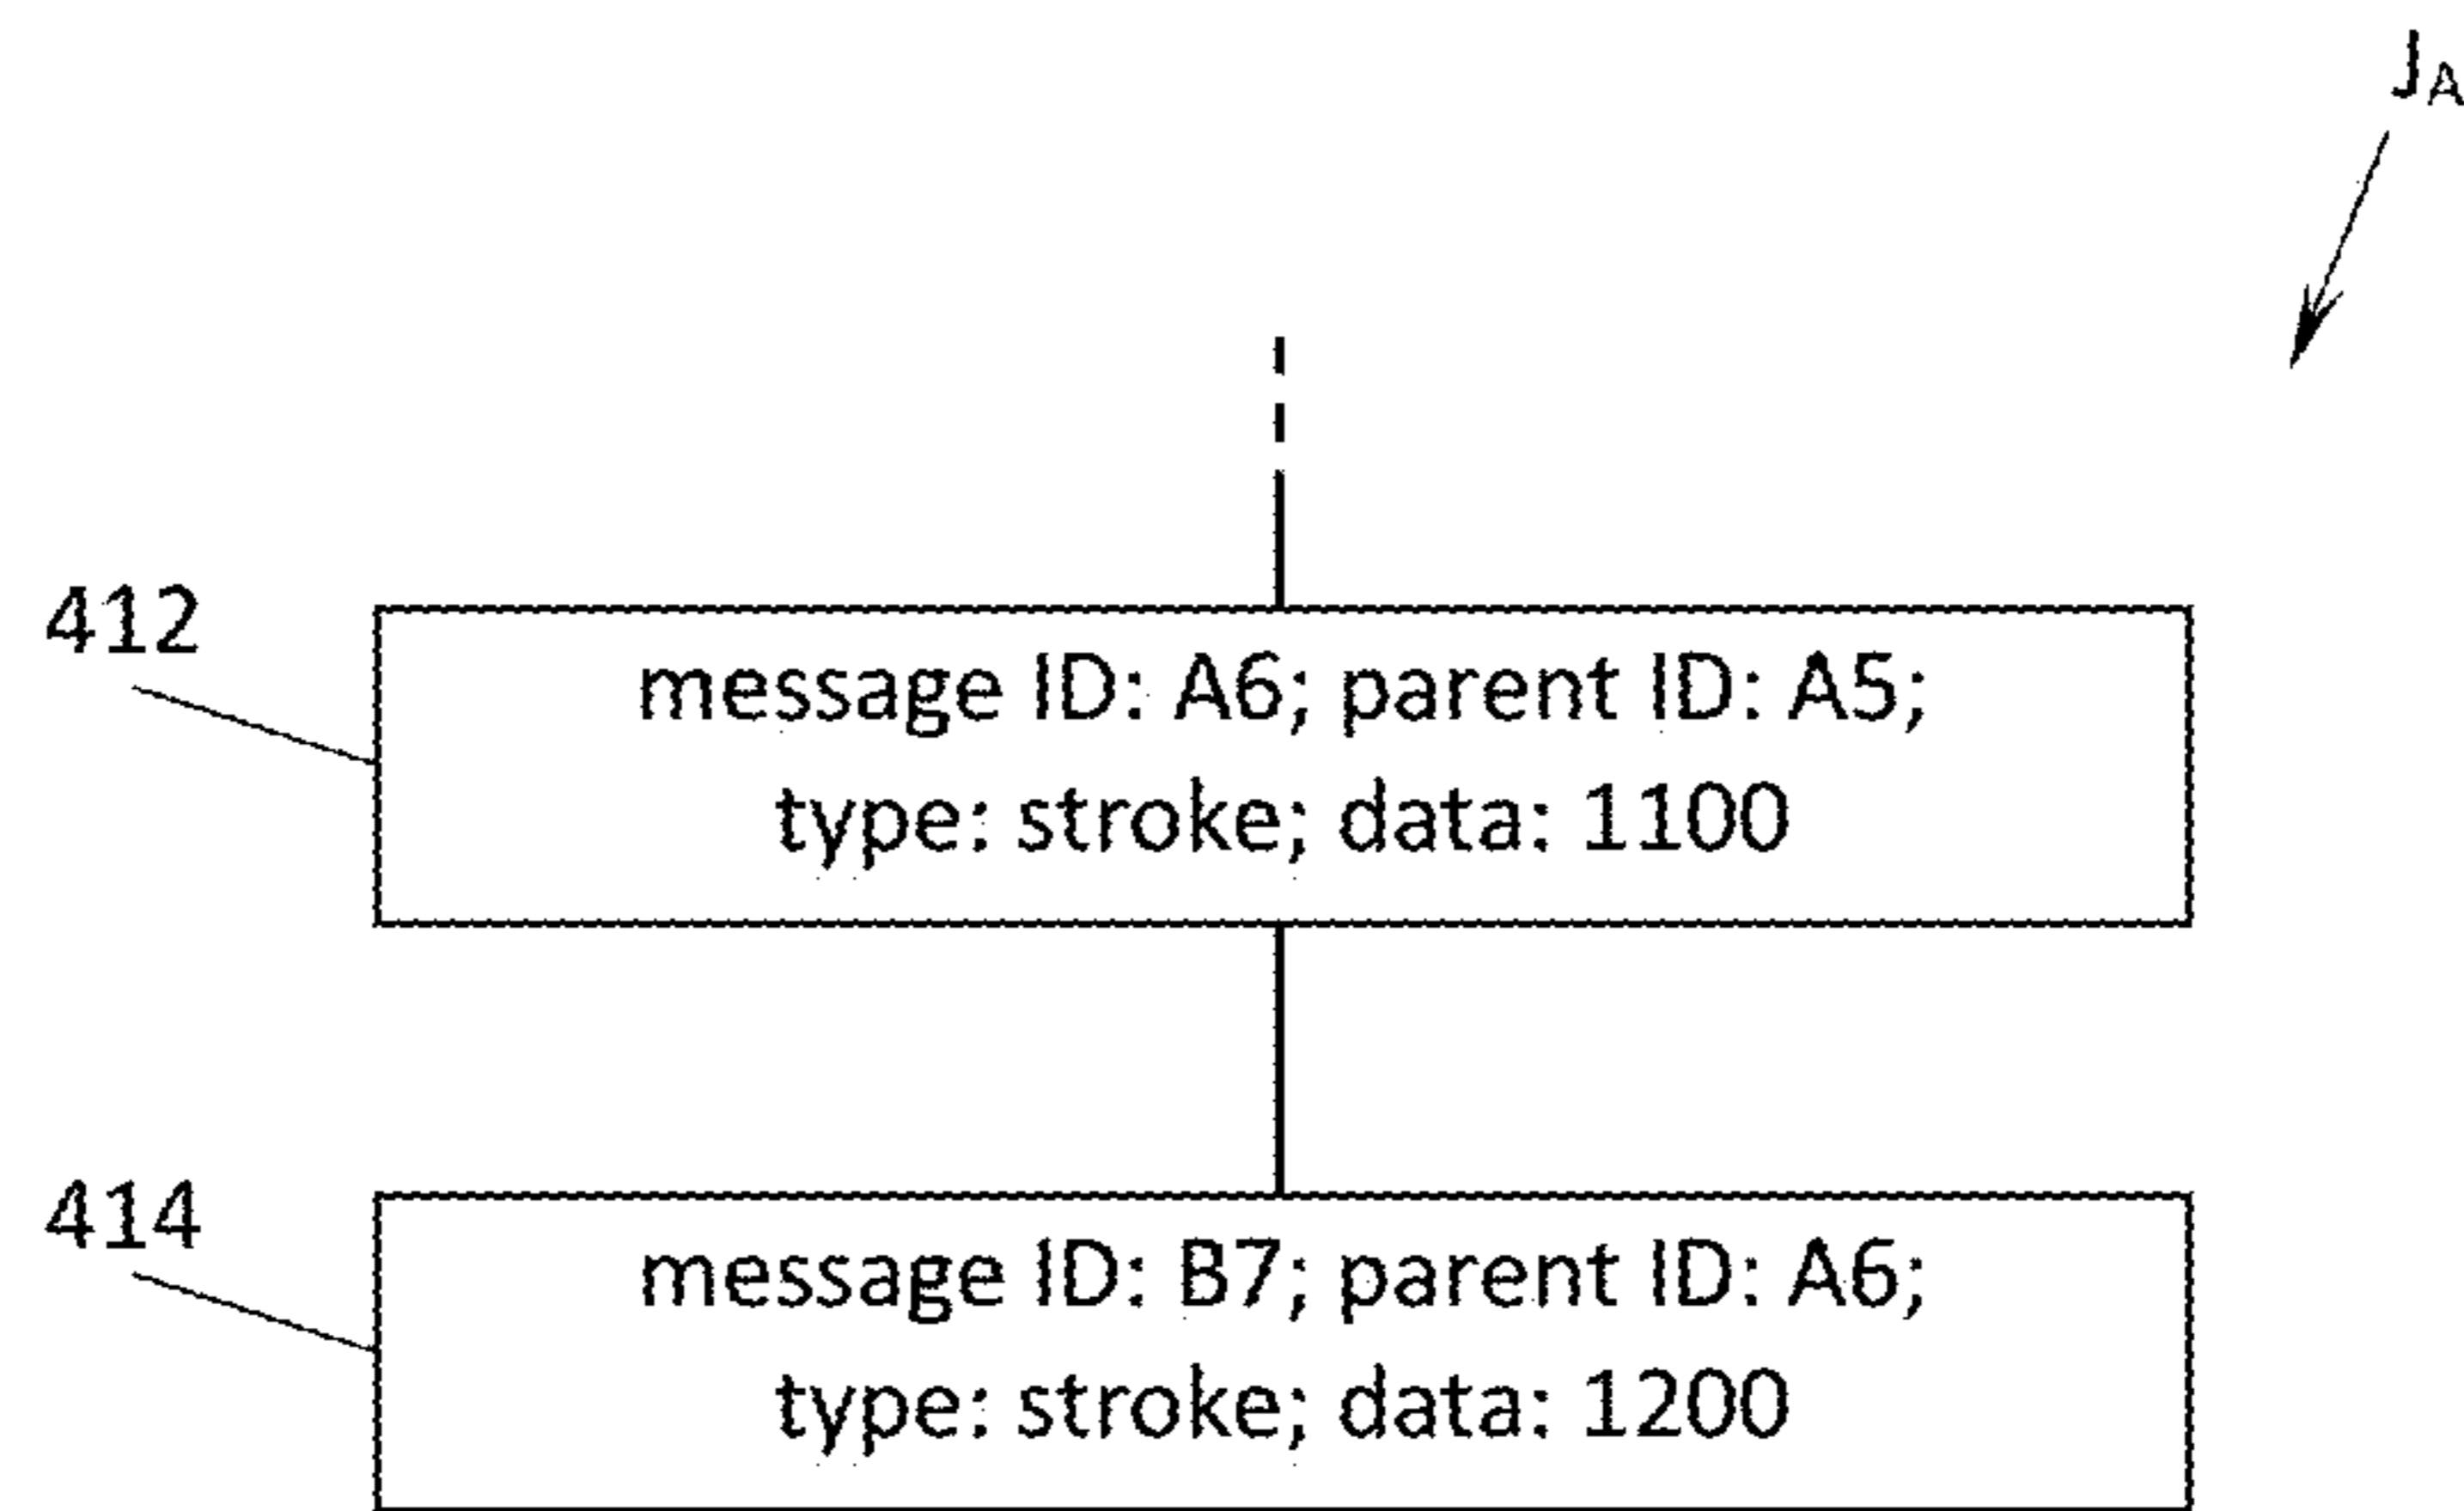 J_A
412
message ID: A6; parent ID: A5;
type: stroke; data: 1100
414
message ID: B7; parent ID: A6;
type: stroke; data: 1200